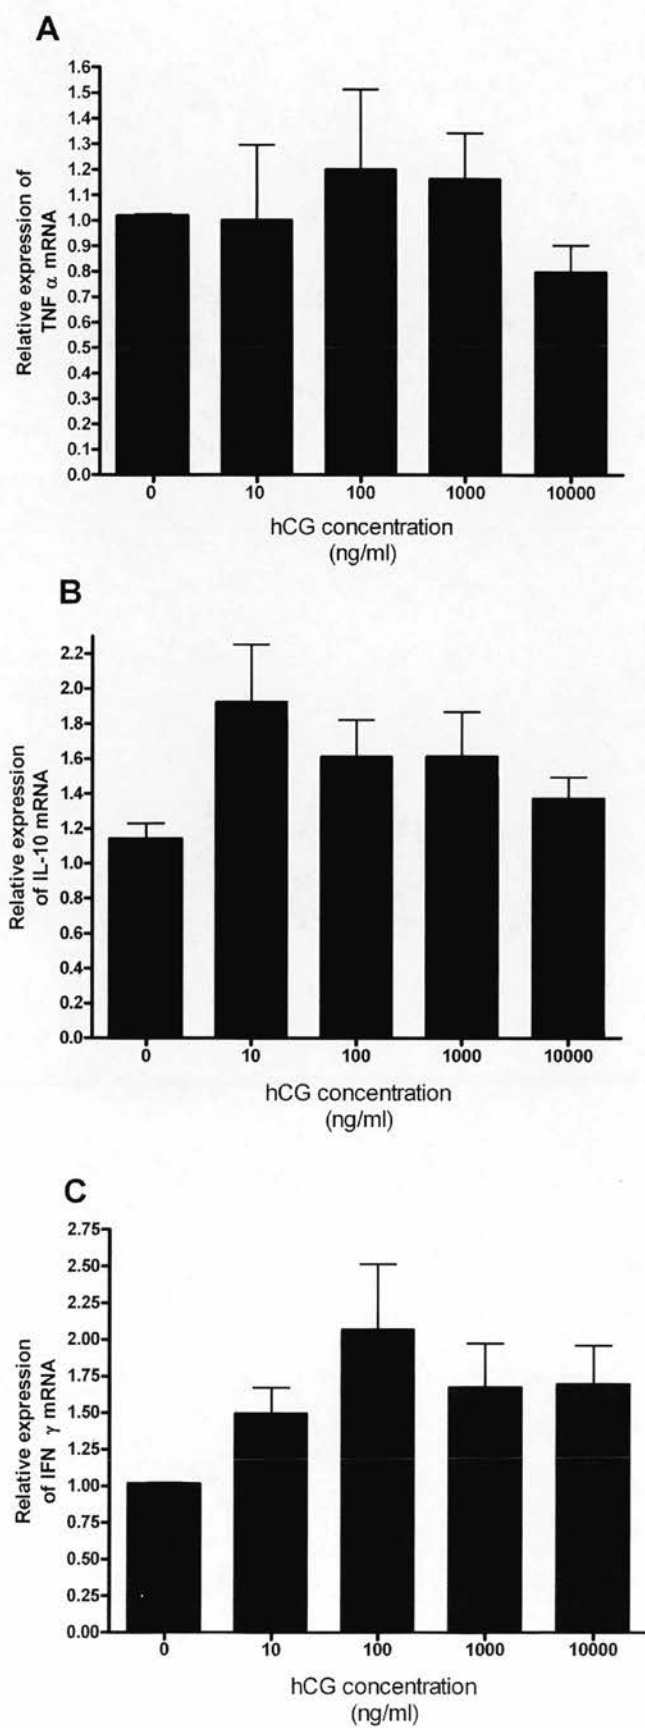 A
Relative expression of
TNF α mRNA
1.6
1.5
1.4
1.3
1.2
1.1
1.0
0.9
0.8
0.7
0.6
0.5
0.4
0.3
0.2
0.1
0.0
0 10 100 1000 10000
hCG concentration
(ng/ml)
B
Relative expression
of IL-10 mRNA
2.2
2.0
1.8
1.6
1.4
1.2
1.0
0.8
0.6
0.4
0.2
0.0
0 10 100 1000 10000
hCG concentration
(ng/ml)
C
Relative expression
of IFN γ mRNA
2.75
2.50
2.25
2.00
1.75
1.50
1.25
1.00
0.75
0.50
0.25
0.00
0 10 100 1000 10000
hCG concentration
(ng/ml)